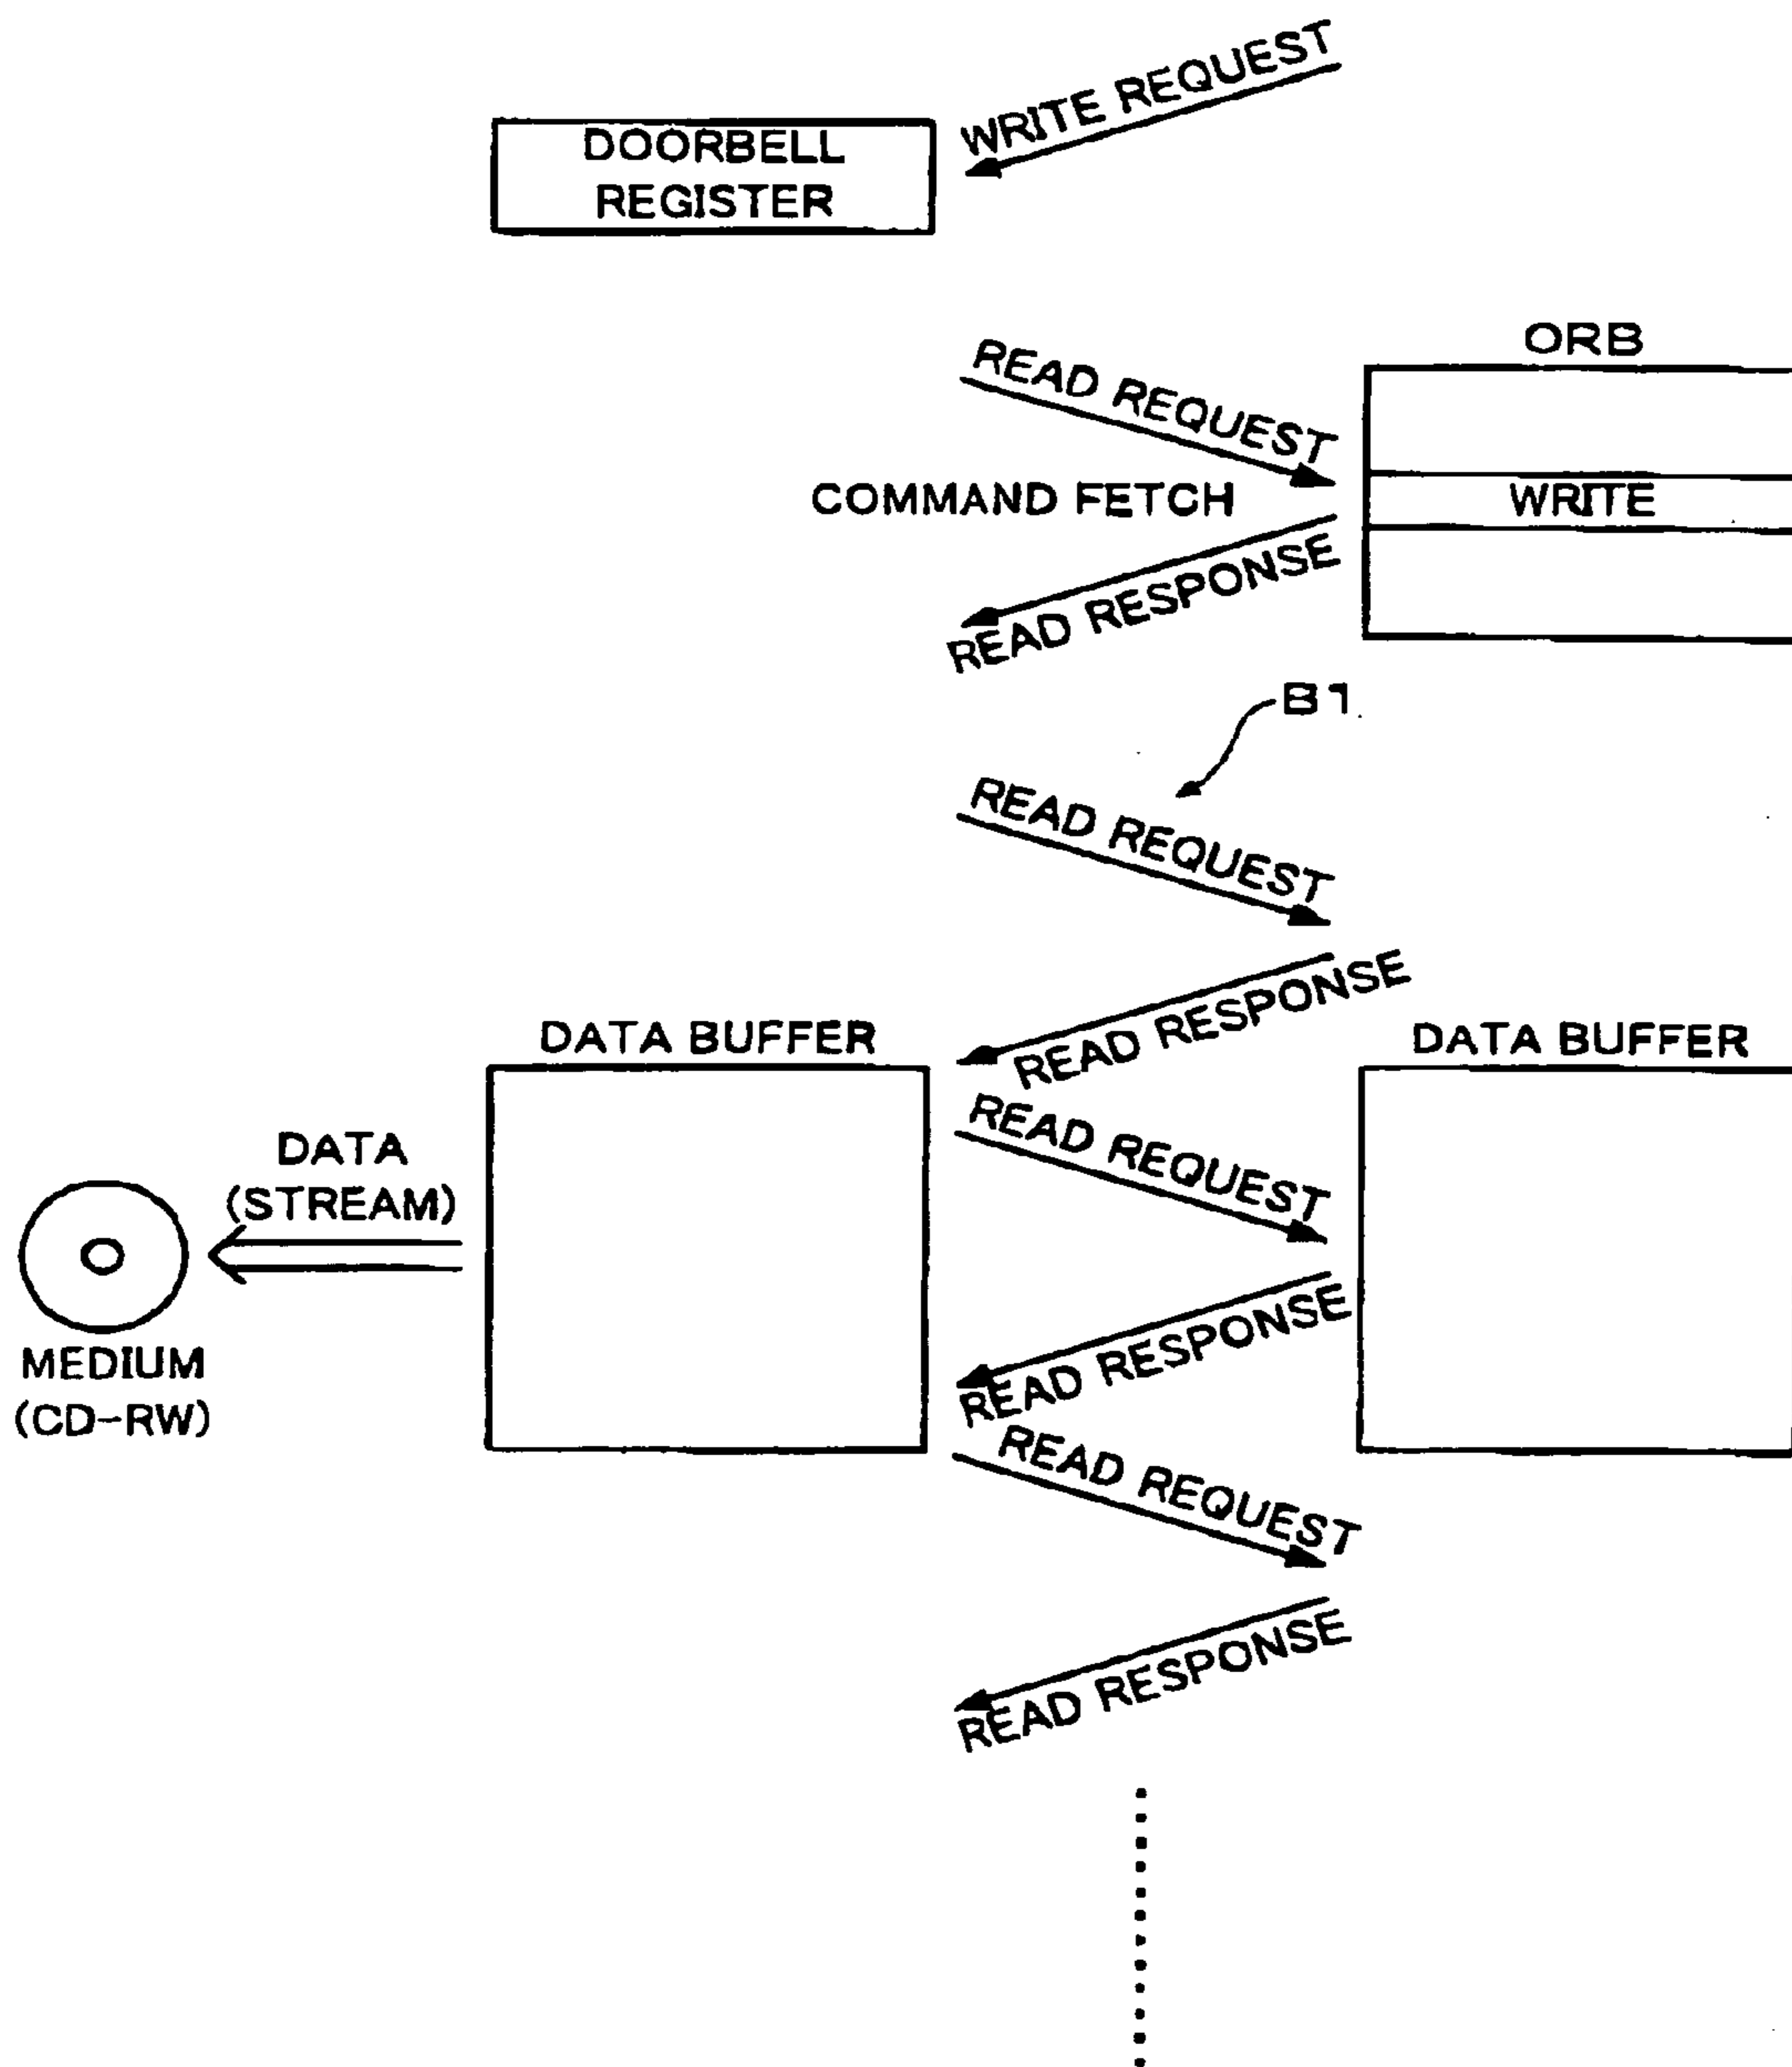 WRITE REQUEST
DOORBELL
REGISTER
ORB
READ REQUEST
COMMAND FETCH
WRITE
READ RESPONSE
B1
READ REQUEST
READ RESPONSE
DATA BUFFER
DATA BUFFER
READ REQUEST
DATA
(STREAM)
READ RESPONSE
MEDIUM
(CD-RW)
READ REQUEST
READ RESPONSE